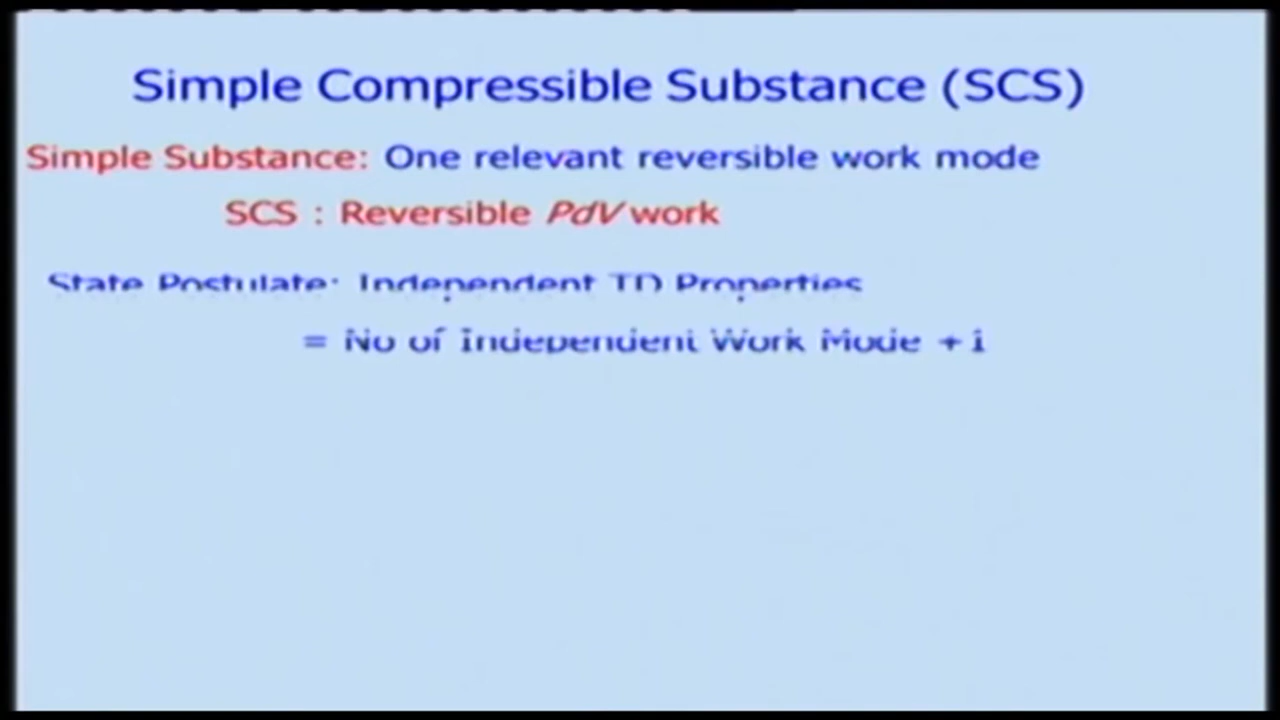 Simple Compressible Substance (SCS)
Simple Substance: One relevant reversible work mode
SCS : Reversible PdV work
State Postulate: Independent TD Properties
= No of Independent Work Mode + 1